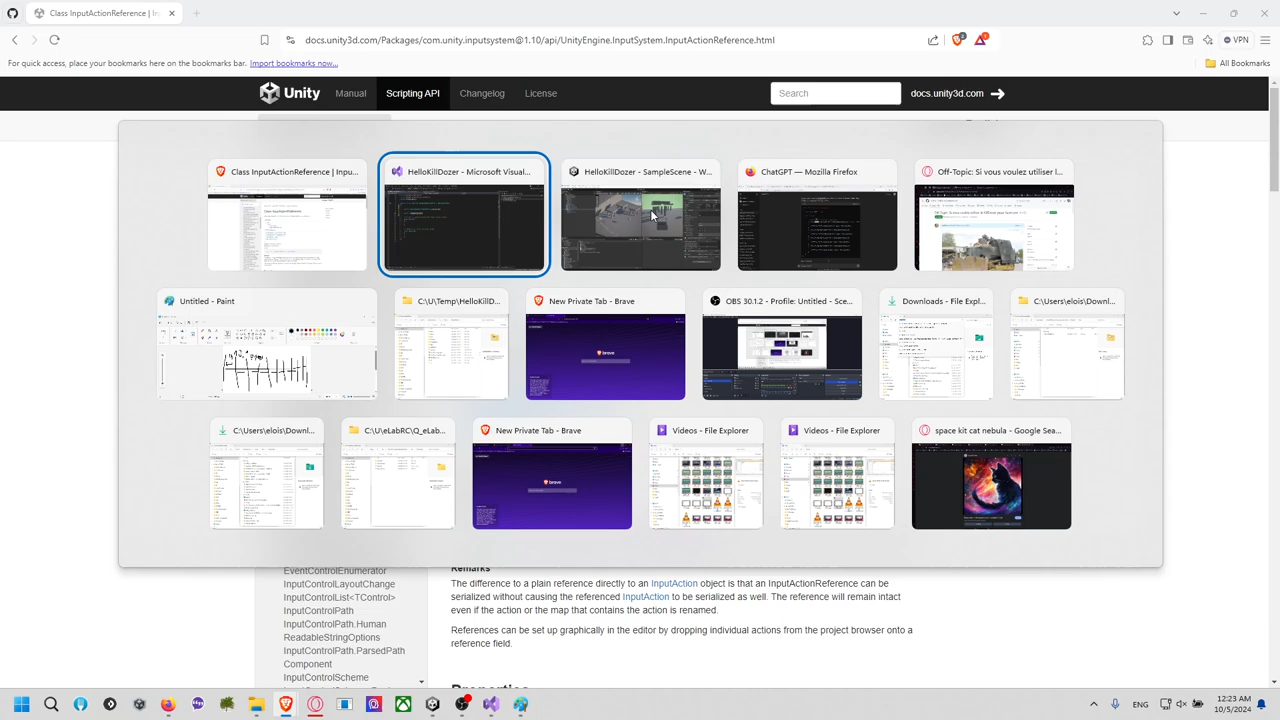 Class InputActionReference | In
docs.unity3d.com/Packages/com.unity.inputsystem@1.10/api/UnityEngine.InputSystem.InputActionReference.html
VPN
For quick access, place your bookmarks here on the bookmarks bar. Import bookmarks now...
All Bookmarks
Unity
Manual
Scripting API
Changelog
License
Search
docs.unity3d.com
Class InputActionReference | Inpu...
HelloKillDozer - Microsoft Visual...
HelloKillDozer - SampleScene - W...
ChatGPT — Mozilla Firefox
Off-Topic: Si vous voulez utiliser l...
Untitled - Paint
C:\U\Temp\HelloKillD...
New Private Tab - Brave
OBS 30.1.2 - Profile: Untitled - Sce...
Downloads - File Expl...
C:\Users\elois\Downl...
C:\Users\elois\Downl...
C:\U\eLabRC\Q_eLab...
New Private Tab - Brave
Videos - File Explorer
Videos - File Explorer
space kit cat nebula - Google Sea...
Remarks
EventControlEnumerator
InputControlLayoutChange
InputControlList<TControl>
InputControlPath
InputControlPath.Human
ReadableStringOptions
InputControlPath.ParsedPath
Component
InputControlScheme
The difference to a plain reference directly to an InputAction object is that an InputActionReference can be
serialized without causing the referenced InputAction to be serialized as well. The reference will remain intact
even if the action or the map that contains the action is renamed.
References can be set up graphically in the editor by dropping individual actions from the project browser onto a
reference field.
Properties
ENG
12:23 AM
10/5/2024